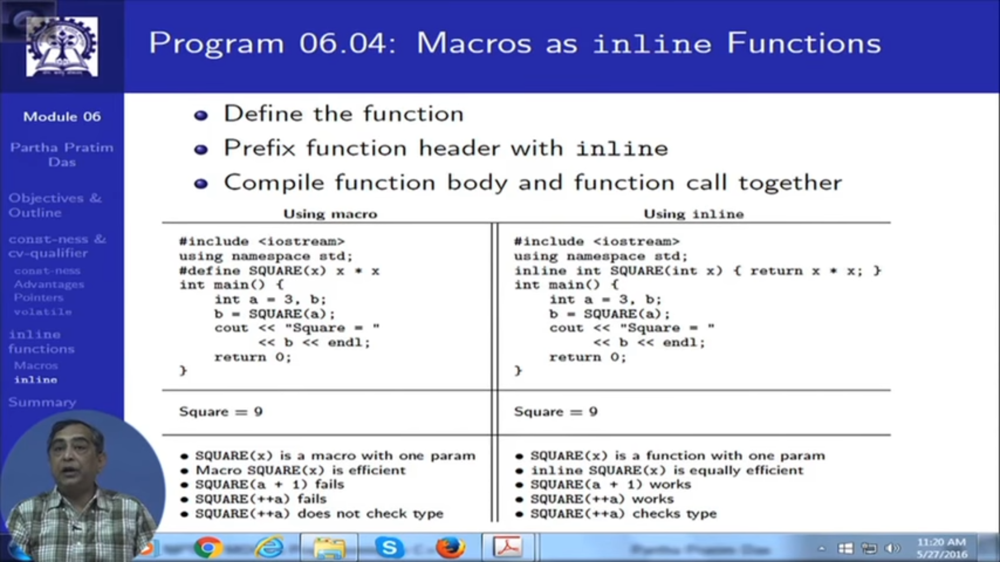 Program 06.04: Macros as inline Functions
Module 06
Partha Pratim
Das
Objectives &
Outline
const-ness &
cv-qualifier
const-ness
Advantages
Pointers
volatile
inline
functions
Macros
inline
Summary
• Define the function
• Prefix function header with inline
• Compile function body and function call together
Using macro
#include <iostream>
using namespace std;
#define SQUARE(x) x * x
int main() {
    int a = 3, b;
    b = SQUARE(a);
    cout << "Square = "
         << b << endl;
    return 0;
}
Square = 9
• SQUARE(x) is a macro with one param
• Macro SQUARE(x) is efficient
• SQUARE(a + 1) fails
• SQUARE(++a) fails
• SQUARE(++a) does not check type
Using inline
#include <iostream>
using namespace std;
inline int SQUARE(int x) { return x * x; }
int main() {
    int a = 3, b;
    b = SQUARE(a);
    cout << "Square = "
         << b << endl;
    return 0;
}
Square = 9
• SQUARE(x) is a function with one param
• inline SQUARE(x) is equally efficient
• SQUARE(a + 1) works
• SQUARE(++a) works
• SQUARE(++a) checks type
Partha Pratim Das
11:20 AM
5/27/2016